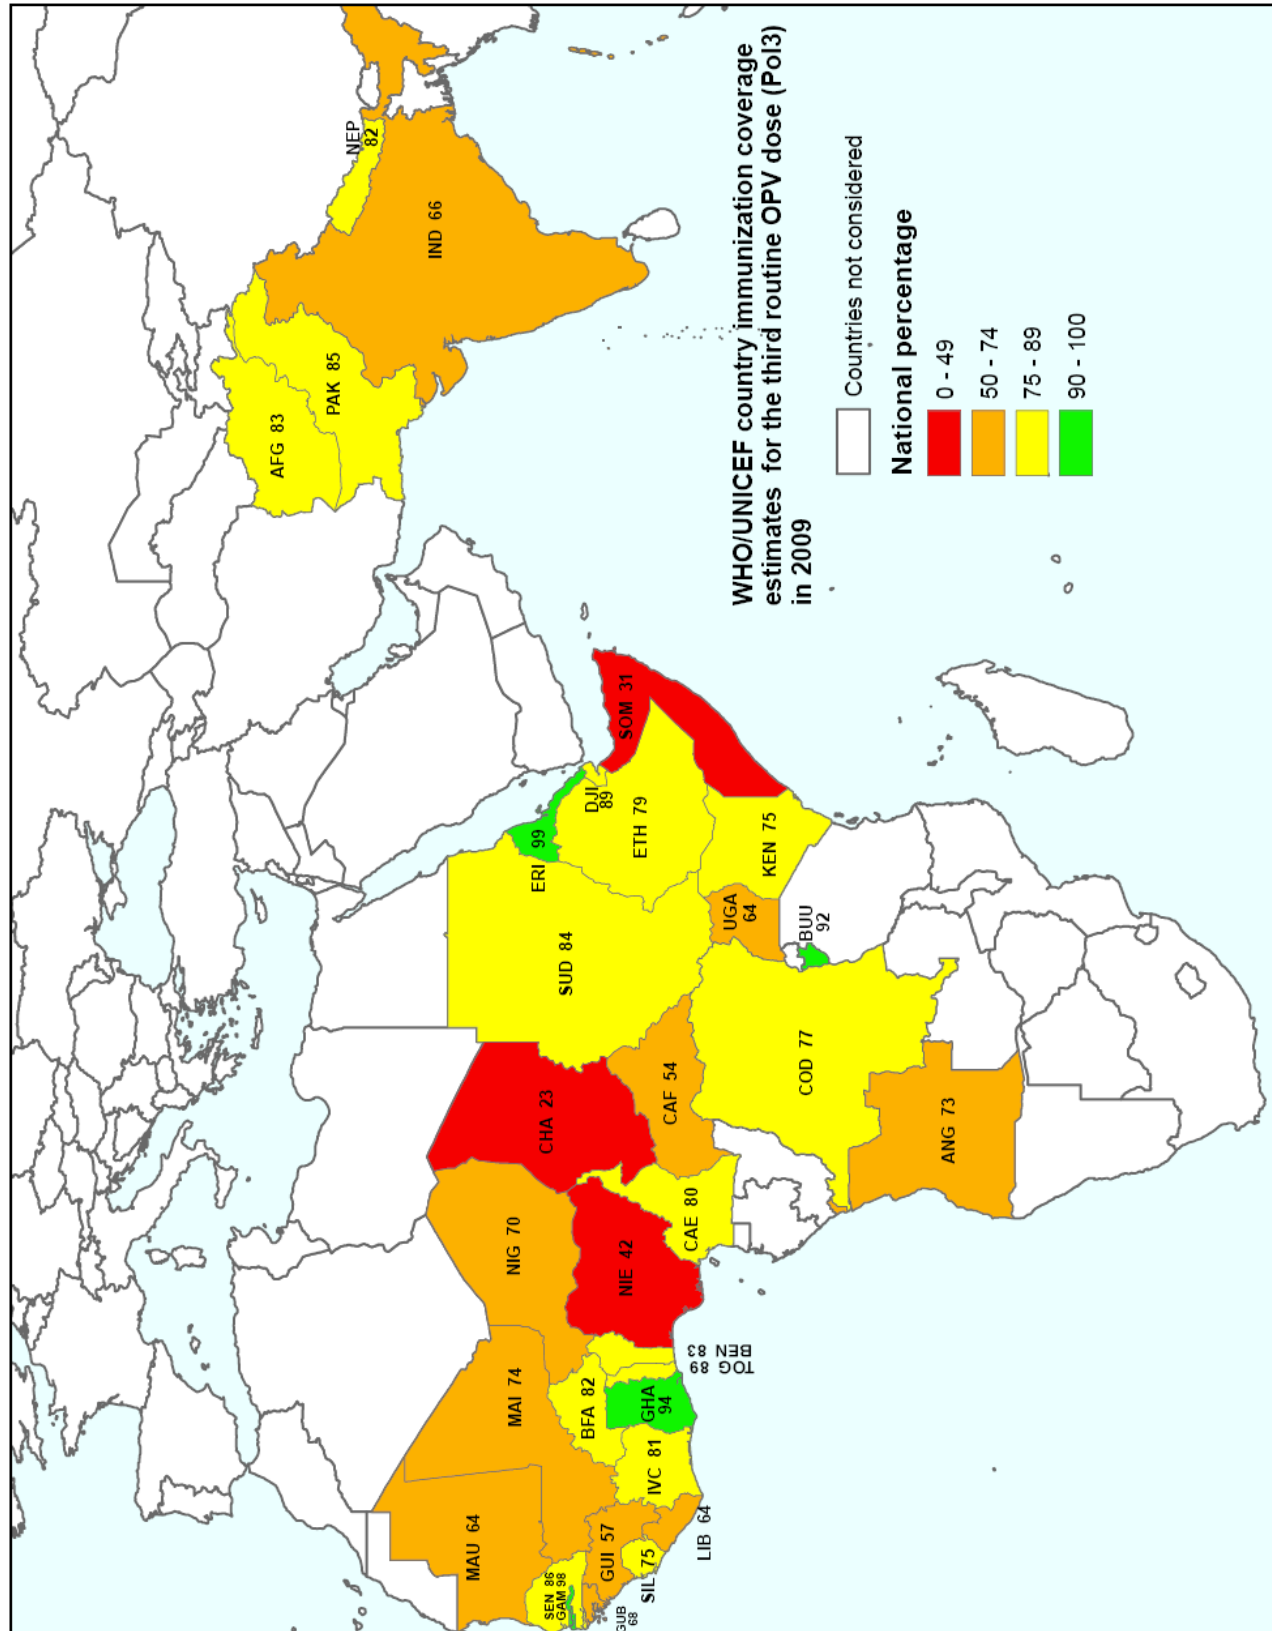 WHO/UNICEF country immunization coverage
estimates for the third routine OPV dose (Pol3)
in 2009
Countries not considered
National percentage
0 - 49
50 - 74
75 - 89
90 - 100
NEP
82
IND 66
PAK 85
AFG 83
SOM 31
DJI
89
ERI 99
ETH 79
KEN 75
UGA
64
BUU
92
SUD 84
COD 77
CAF 54
CHA 23
ANG 73
CAE 80
NIG 70
NIE 42
BEN 83
TOG 89
MAI 74
BFA 82
GHA
94
IVC 81
MAU 64
GUI 57
LIB 64
SIL 75
SEN 86
GAM 98
GUB
68